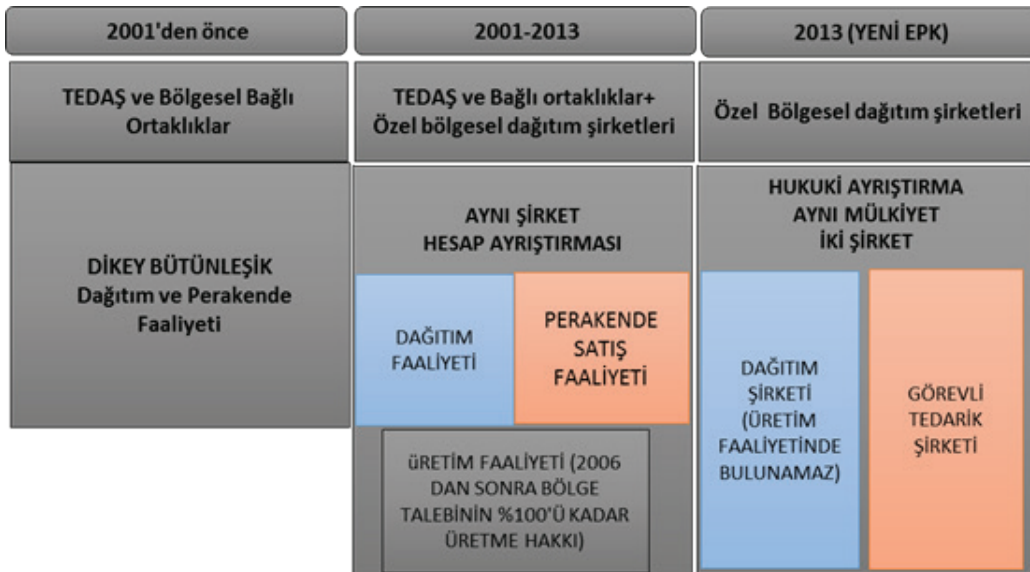 2001'den önce
2001-2013
2013 (YENİ EPK)
TEDAŞ ve Bölgesel Bağlı
Ortaklıklar
TEDAŞ ve Bağlı ortaklıklar+
Özel bölgesel dağıtım şirketleri
Özel Bölgesel dağıtım şirketleri
DİKEY BÜTÜNLEŞİK
Dağıtım ve Perakende
Faaliyeti
AYNI ŞİRKET
HESAP AYRIŞTIRMASI
DAĞITIM
FAALİYETİ
PERAKENDE
SATIŞ
FAALİYETİ
üRETİM FAALİYETİ (2006
DAN SONRA BÖLGE
TALEBİNİN %100'Ü KADAR
ÜRETME HAKKI)
HUKUKİ AYRIŞTIRMA
AYNI MÜLKİYET
İKİ ŞİRKET
DAĞITIM
ŞİRKETİ
(ÜRETİM
FAALİYETİNDE
BULUNAMAZ)
GÖREVLİ
TEDARİK
ŞİRKETİ